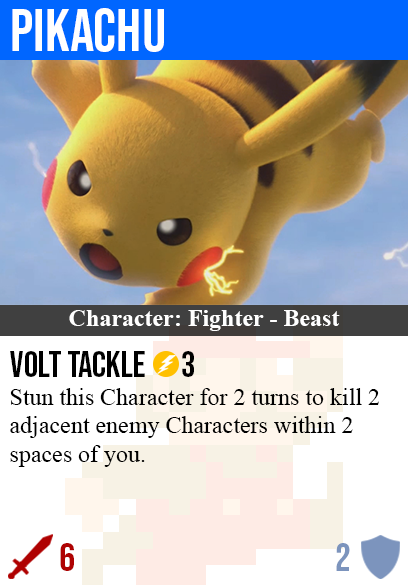 PIKACHU
Character: Fighter - Beast
VOLT TACKLE 3
Stun this Character for 2 turns to kill 2
adjacent enemy Characters within 2
spaces of you.
6 2